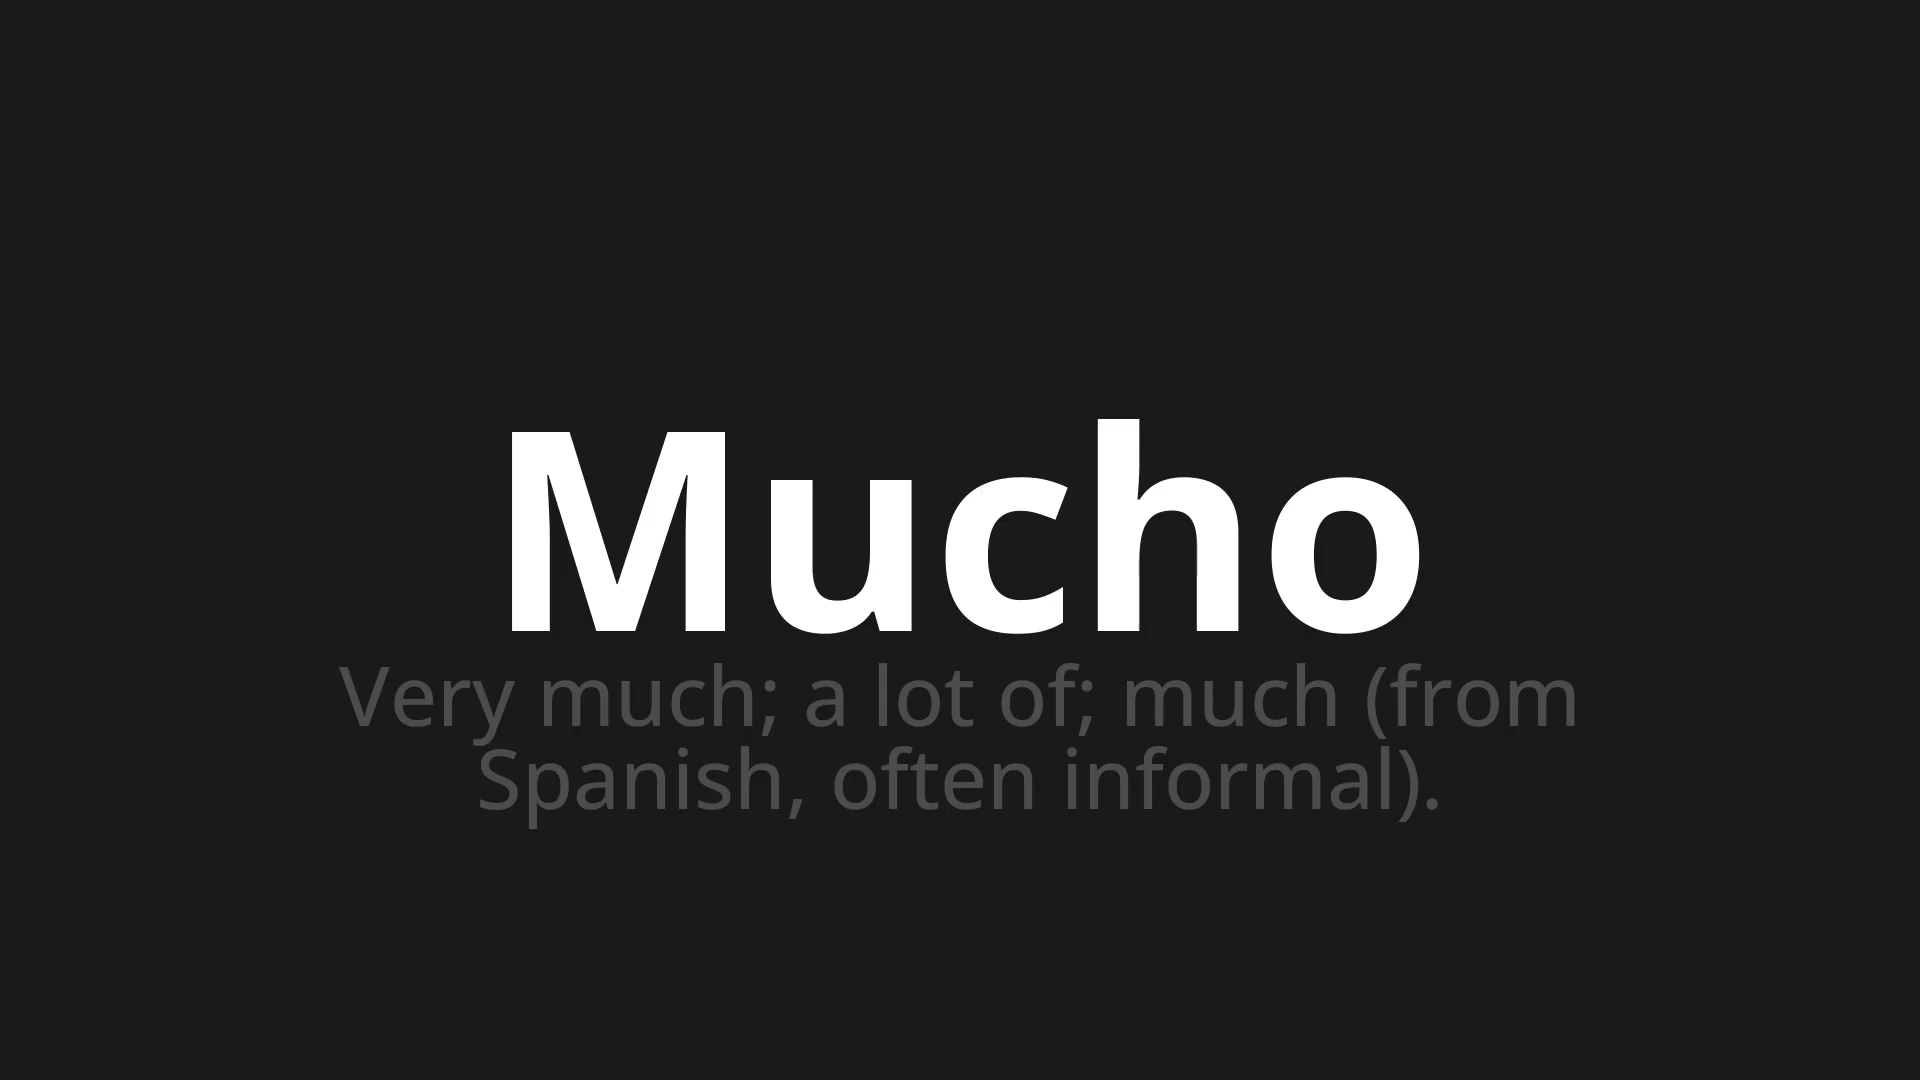 Mucho
Very much; a lot of; much (from
Spanish, often informal).